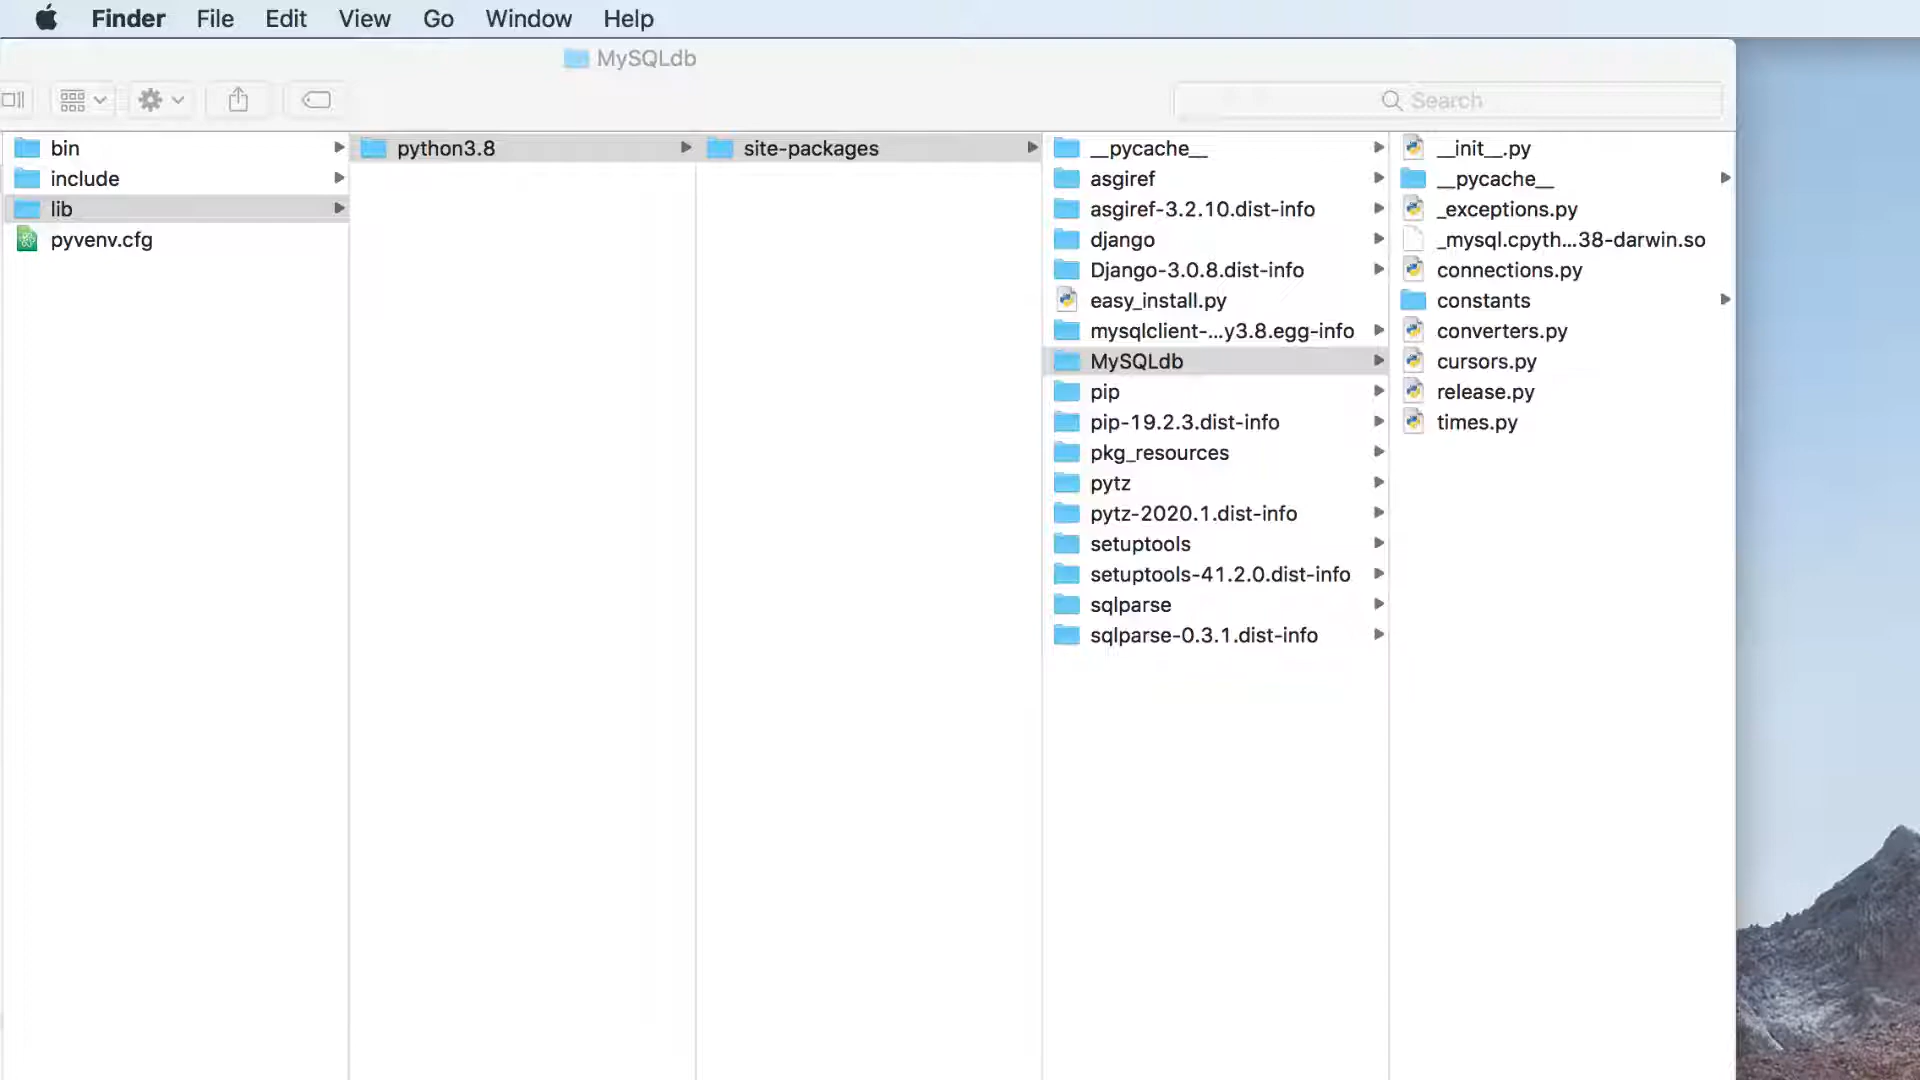 Finder File Edit View Go Window Help
MySQLdb
Search
bin
include
lib
pyvenv.cfg
python3.8
site-packages
__pycache__
asgiref
asgiref-3.2.10.dist-info
django
Django-3.0.8.dist-info
easy_install.py
mysqlclient-...y3.8.egg-info
MySQLdb
pip
pip-19.2.3.dist-info
pkg_resources
pytz
pytz-2020.1.dist-info
setuptools
setuptools-41.2.0.dist-info
sqlparse
sqlparse-0.3.1.dist-info
__init__.py
__pycache__
_exceptions.py
_mysql.cpyth...38-darwin.so
connections.py
constants
converters.py
cursors.py
release.py
times.py